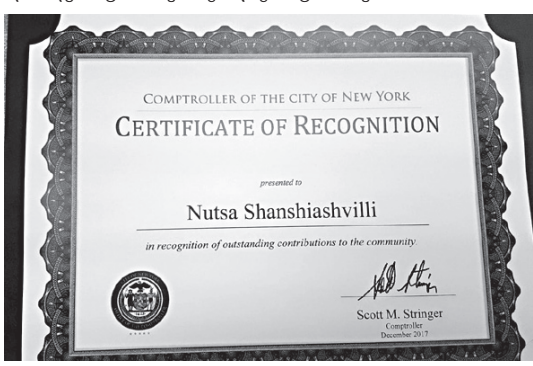 COMPTROLLER OF THE CITY OF NEW YORK
CERTIFICATE OF RECOGNITION
presented to
Nutsa Shanshiashvilli
in recognition of outstanding contributions to the community.
Scott M. Stringer
Comptroller
December 2017